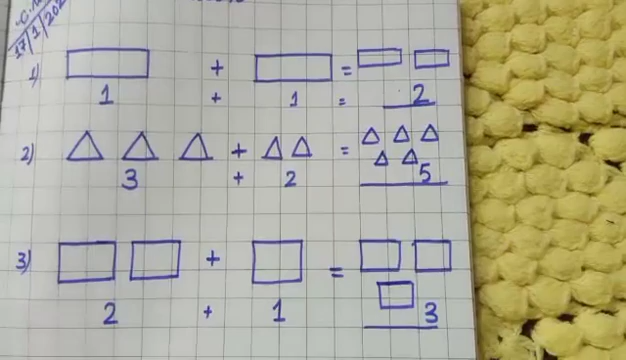 17/1/202
1) + =
1 + 1 = 2
2) + =
3 + 2 5
3) + =
2 + 1 3